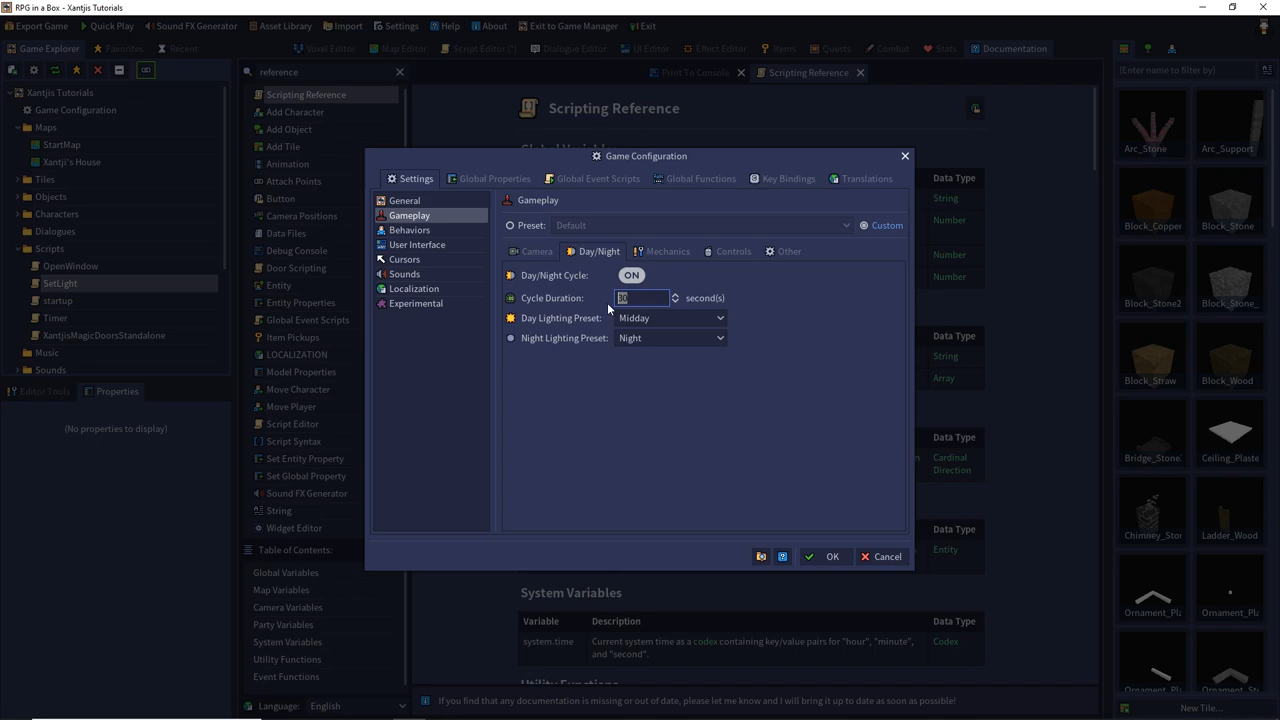 RPG in a Box - Xantjis Tutorials
Export Game
Quick Play
Sound FX Generator
Asset Library
Import
Settings
Help
About
Exit to Game Manager
Exit
Game Explorer
Favorites
Recent
Voxel Editor
Map Editor
Script Editor (*)
Dialogue Editor
UI Editor
Effect Editor
Items
Quests
Combat
Stats
Documentation
reference
Print To Console
Scripting Reference
(Enter name to filter by)
Xantjis Tutorials
Game Configuration
Maps
StartMap
Xantji's House
Tiles
Objects
Characters
Dialogues
Scripts
OpenWindow
SetLight
startup
Timer
XantjisMagicDoorsStandalone
Music
Sounds
Editor Tools
Properties
(No properties to display)
Scripting Reference
Add Character
Add Object
Add Tile
Animation
Attach Points
Button
Camera Positions
Data Files
Debug Console
Door Scripting
Entity
Entity Properties
Global Event Scripts
Item Pickups
LOCALIZATION
Model Properties
Move Character
Move Player
Script Editor
Script Syntax
Set Entity Property
Set Global Property
Sound FX Generator
String
Widget Editor
Table of Contents:
Global Variables
Map Variables
Camera Variables
Party Variables
System Variables
Utility Functions
Event Functions
Language:
English
Scripting Reference
Data Type
String
Number
Number
Data Type
String
Array
Data Type
Cardinal
Direction
Data Type
Entity
System Variables
Variable
Description
Data Type
system.time
Current system time as a codex containing key/value pairs for "hour", "minute",
and "second".
Codex
If you find that any documentation is missing or out of date, please let me know and I will bring it up to date as soon as possible!
Game Configuration
Settings
Global Properties
Global Event Scripts
Global Functions
Key Bindings
Translations
General
Gameplay
Behaviors
User Interface
Cursors
Sounds
Localization
Experimental
Gameplay
Preset:
Default
Custom
Camera
Day/Night
Mechanics
Controls
Other
Day/Night Cycle:
ON
Cycle Duration:
30
second(s)
Day Lighting Preset:
Midday
Night Lighting Preset:
Night
OK
Cancel
Arc_Stone
Arc_Support
Block_Copper
Block_Stone
Block_Stone2
Block_Stone_
Block_Straw
Block_Wood
Bridge_Stone
Ceiling_Plaste
Chimney_Sto
Ladder_Wood
Ornament_Pla
Ornament_Pla
Ornament_Pla
Ornament_Pla
New Tile...